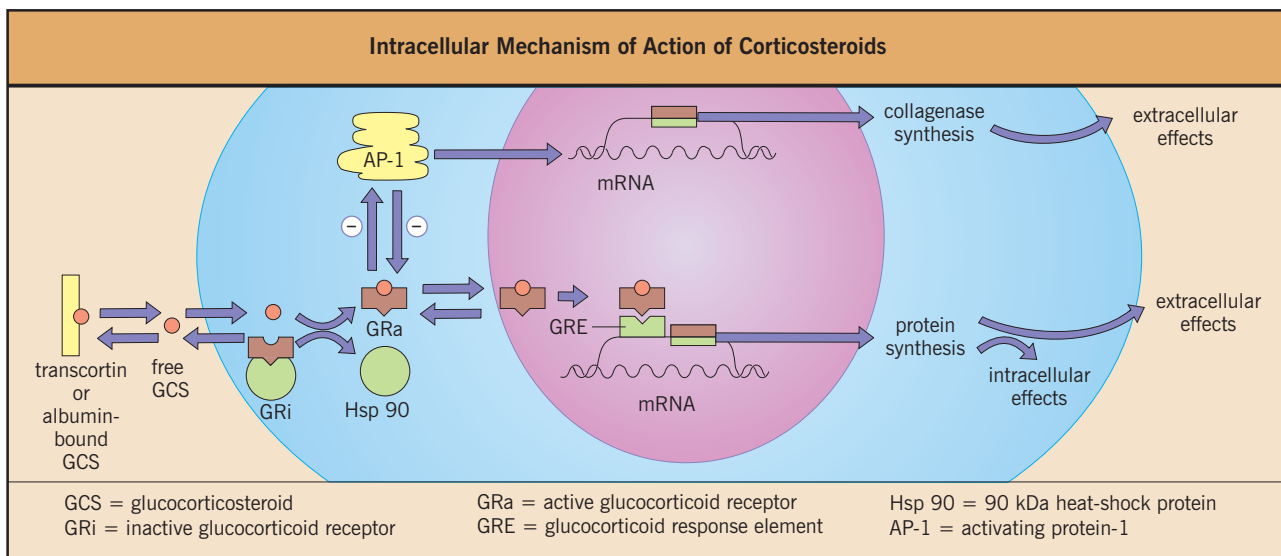 Intracellular Mechanism of Action of Corticosteroids
AP-1
mRNA
collagenase
synthesis
extracellular
effects
−
−
transcortin
or
albumin-
bound
GCS
free
GCS
GRi
GRa
Hsp 90
GRE
mRNA
protein
synthesis
extracellular
effects
intracellular
effects
GCS = glucocorticosteroid
GRi = inactive glucocorticoid receptor
GRa = active glucocorticoid receptor
GRE = glucocorticoid response element
Hsp 90 = 90 kDa heat-shock protein
AP-1 = activating protein-1